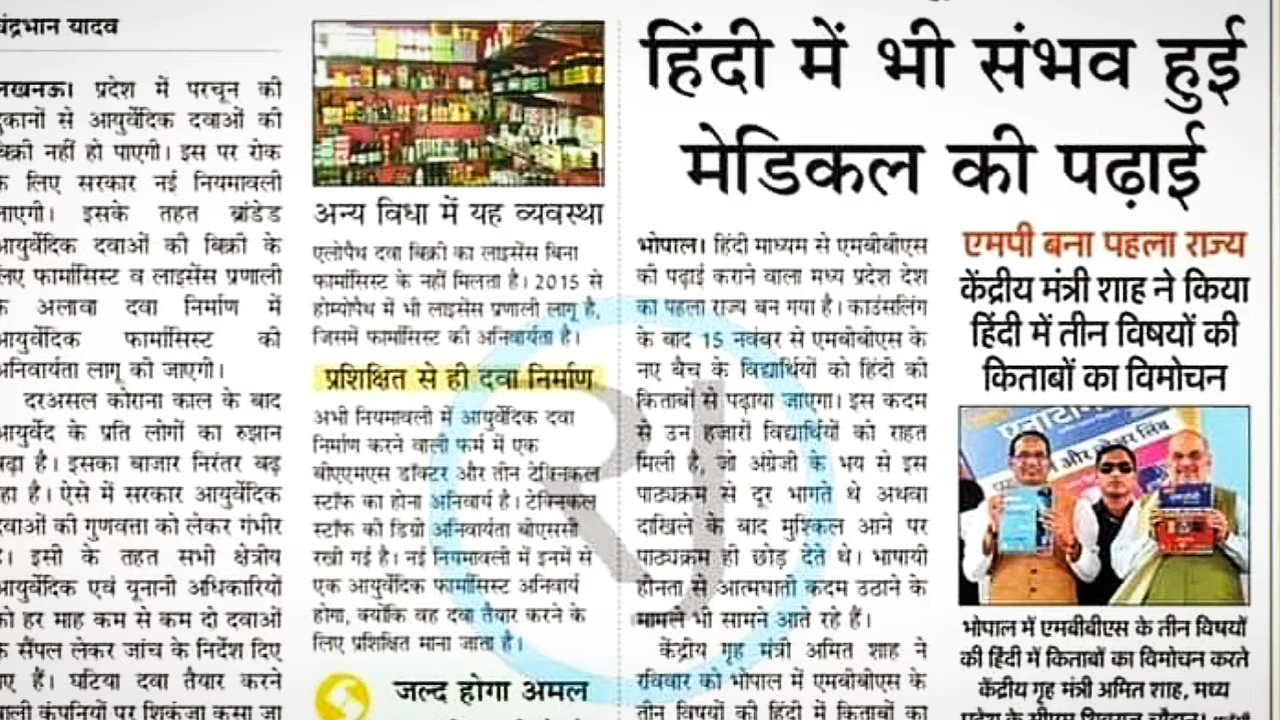 चंद्रभान यादव
लखनऊ। प्रदेश में परचून की
दुकानों से आयुर्वेदिक दवाओं की
बिक्री नहीं हो पाएगी। इस पर रोक
के लिए सरकार नई नियमावली
लाएगी। इसके तहत ब्रांडेड
आयुर्वेदिक दवाओं की बिक्री के
लिए फार्मासिस्ट व लाइसेंस प्रणाली
के अलावा दवा निर्माण में
आयुर्वेदिक फार्मासिस्ट की
अनिवार्यता लागू की जाएगी।
दरअसल कोराना काल के बाद
आयुर्वेद के प्रति लोगों का रुझान
बढ़ा है। इसका बाजार निरंतर बढ़
रहा है। ऐसे में सरकार आयुर्वेदिक
दवाओं की गुणवत्ता को लेकर गंभीर
है। इसी के तहत सभी क्षेत्रीय
आयुर्वेदिक एवं यूनानी अधिकारियों
को हर माह कम से कम दो दवाओं
के सैंपल लेकर जांच के निर्देश दिए
गए हैं। घटिया दवा तैयार करने
वाली कंपनियों पर शिकंजा कसा जा
अन्य विधा में यह व्यवस्था
एलोपैथ दवा बिक्री का लाइसेंस बिना
फार्मासिस्ट के नहीं मिलता है। 2015 से
होम्योपैथ में भी लाइसेंस प्रणाली लागू है,
जिसमें फार्मासिस्ट की अनिवार्यता है।
प्रशिक्षित से ही दवा निर्माण
अभी नियमावली में आयुर्वेदिक दवा
निर्माण करने वाली फर्म में एक
बीएएमएस डॉक्टर और तीन टेक्निकल
स्टॉफ का होना अनिवार्य है। टेक्निकल
स्टॉफ की डिग्री अनिवार्यता बीएससी
रखी गई है। नई नियमावली में इनमें से
एक आयुर्वेदिक फार्मासिस्ट अनिवार्य
होगा, क्योंकि वह दवा तैयार करने के
लिए प्रशिक्षित माना जाता है।
जल्द होगा अमल
हिंदी में भी संभव हुई
मेडिकल की पढ़ाई
भोपाल। हिंदी माध्यम से एमबीबीएस
की पढ़ाई कराने वाला मध्य प्रदेश देश
का पहला राज्य बन गया है। काउंसलिंग
के बाद 15 नवंबर से एमबीबीएस के
नए बैच के विद्यार्थियों को हिंदी की
किताबों से पढ़ाया जाएगा। इस कदम
से उन हजारों विद्यार्थियों को राहत
मिली है, जो अंग्रेजी के भय से इस
पाठ्यक्रम से दूर भागते थे अथवा
दाखिले के बाद मुश्किल आने पर
पाठ्यक्रम ही छोड़ देते थे। भाषायी
हीनता से आत्मघाती कदम उठाने के
मामले भी सामने आते रहे हैं।
केंद्रीय गृह मंत्री अमित शाह ने
रविवार को भोपाल में एमबीबीएस के
तीन विषयों की हिंदी में किताबों का
एमपी बना पहला राज्य
केंद्रीय मंत्री शाह ने किया
हिंदी में तीन विषयों की
किताबों का विमोचन
भोपाल में एमबीबीएस के तीन विषयों
की हिंदी में किताबों का विमोचन करते
केंद्रीय गृह मंत्री अमित शाह, मध्य
प्रदेश के सीएम शिवराज चौहान।
RJ